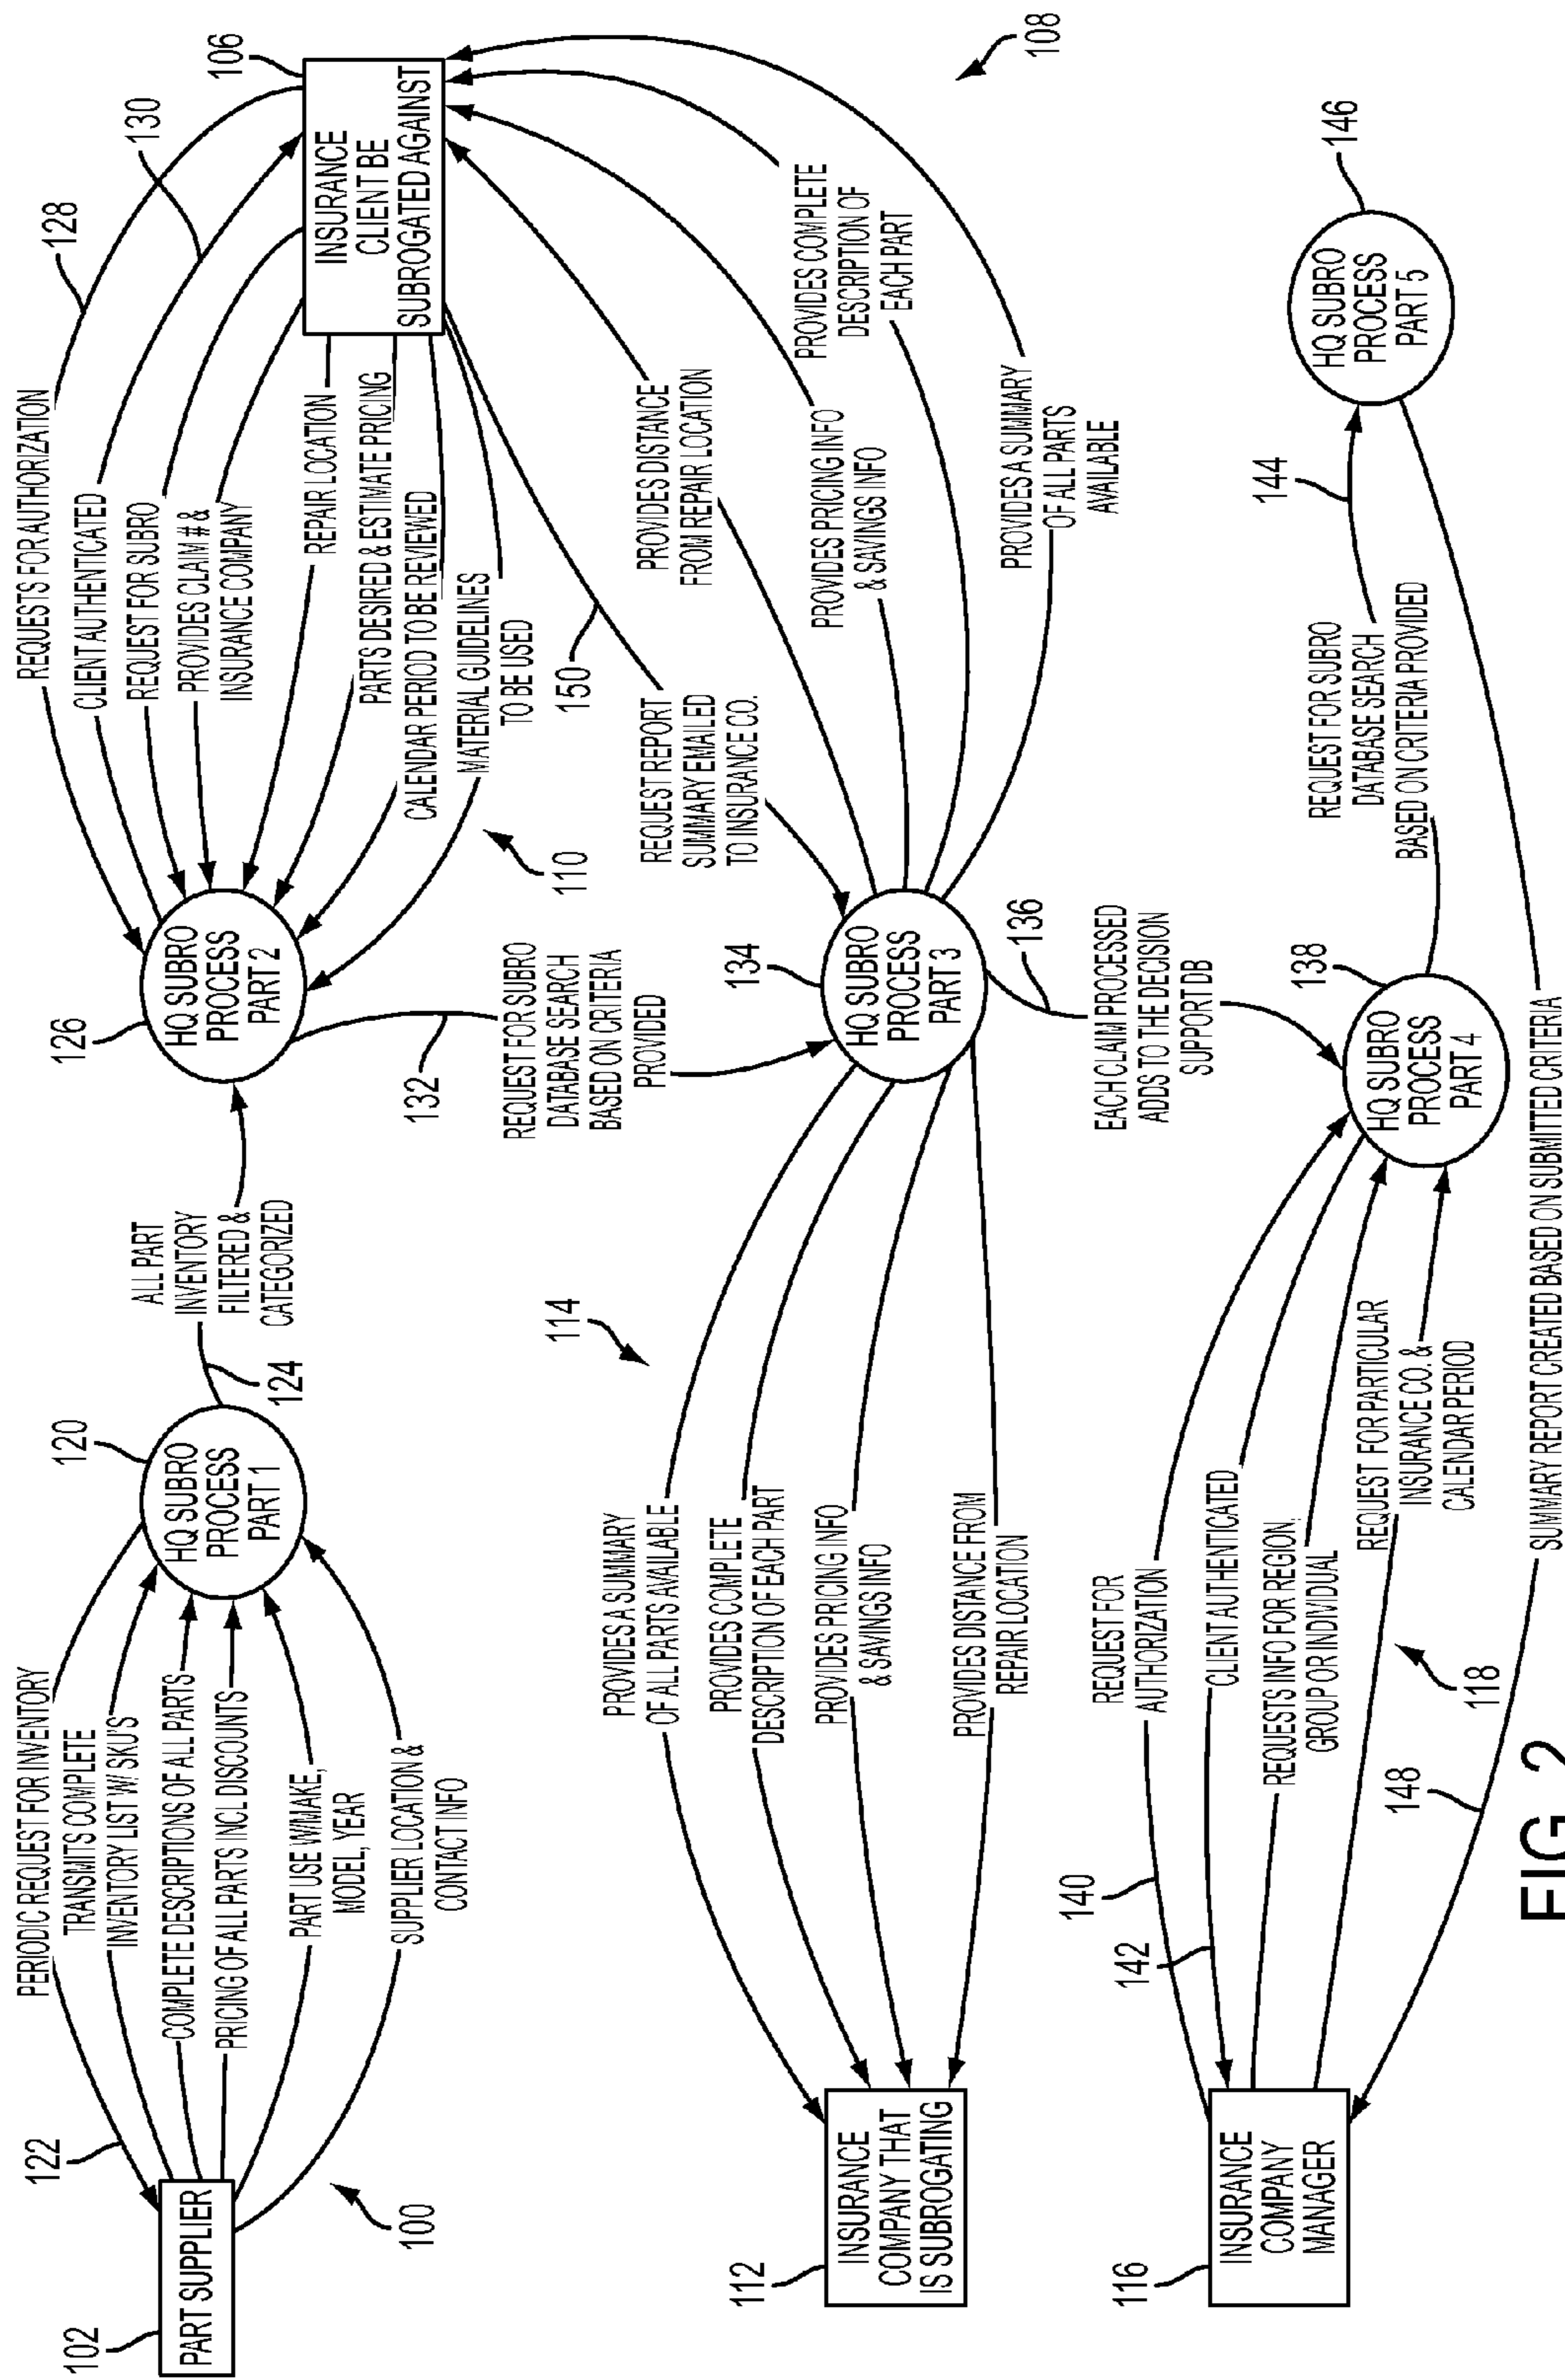 102
PART SUPPLIER
122
100
PERIODIC REQUEST FOR INVENTORY
TRANSMITS COMPLETE
INVENTORY LIST W/ SKU'S
COMPLETE DESCRIPTIONS OF ALL PARTS
PRICING OF ALL PARTS INCL DISCOUNTS
PART USE W/MAKE,
MODEL, YEAR
SUPPLIER LOCATION &
CONTACT INFO
120
HQ SUBRO
PROCESS
PART 1
124
ALL PART
INVENTORY
FILTERED &
CATEGORIZED
126
HQ SUBRO
PROCESS
PART 2
REQUESTS FOR AUTHORIZATION
CLIENT AUTHENTICATED
REQUEST FOR SUBRO
PROVIDES CLAIM # &
INSURANCE COMPANY
REPAIR LOCATION
PARTS DESIRED & ESTIMATE PRICING
CALENDAR PERIOD TO BE REVIEWED
MATERIAL GUIDELINES
TO BE USED
128
130
106
INSURANCE
CLIENT BE
SUBROGATED AGAINST
110
132
REQUEST FOR SUBRO
DATABASE SEARCH
BASED ON CRITERIA
PROVIDED
150
REQUEST REPORT
SUMMARY EMAILED
TO INSURANCE CO.
PROVIDES DISTANCE
FROM REPAIR LOCATION
PROVIDES PRICING INFO
& SAVINGS INFO
PROVIDES COMPLETE
DESCRIPTION OF
EACH PART
PROVIDES A SUMMARY
OF ALL PARTS
AVAILABLE
108
112
INSURANCE
COMPANY THAT
IS SUBROGATING
114
PROVIDES A SUMMARY
OF ALL PARTS AVAILABLE
PROVIDES COMPLETE
DESCRIPTION OF EACH PART
PROVIDES PRICING INFO
& SAVINGS INFO
PROVIDES DISTANCE FROM
REPAIR LOCATION
134
HQ SUBRO
PROCESS
PART 3
136
EACH CLAIM PROCESSED
ADDS TO THE DECISION
SUPPORT DB
116
INSURANCE
COMPANY
MANAGER
140
142
REQUEST FOR
AUTHORIZATION
CLIENT AUTHENTICATED
REQUESTS INFO FOR REGION,
GROUP OR INDIVIDUAL
REQUEST FOR PARTICULAR
INSURANCE CO. &
CALENDAR PERIOD
118
148
138
HQ SUBRO
PROCESS
PART 4
REQUEST FOR SUBRO
DATABASE SEARCH
BASED ON CRITERIA PROVIDED
144
146
HQ SUBRO
PROCESS
PART 5
SUMMARY REPORT CREATED BASED ON SUBMITTED CRITERIA
FIG. 2